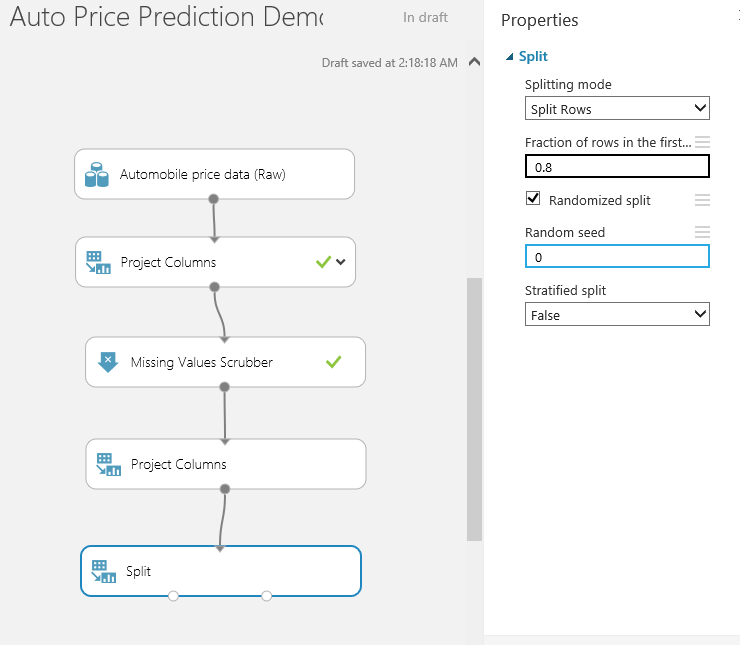 Auto Price Prediction Demo
In draft
Draft saved at 2:18:18 AM
Automobile price data (Raw)
Project Columns
Missing Values Scrubber
Project Columns
Split
Properties
Split
Splitting mode
Split Rows
Fraction of rows in the first...
0.8
Randomized split
Random seed
0
Stratified split
False